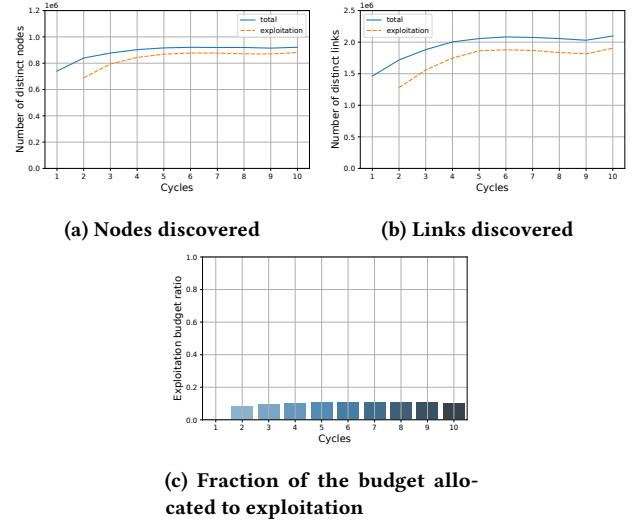 1e6
total
exploitation
Number of distinct nodes
1.2
1.0
0.8
0.6
0.4
0.2
0.0
1 2 3 4 5 6 7 8 9 10
Cycles
(a) Nodes discovered
1e6
total
exploitation
Number of distinct links
2.5
2.0
1.5
1.0
0.5
0.0
1 2 3 4 5 6 7 8 9 10
Cycles
(b) Links discovered
Exploitation budget ratio
1.0
0.8
0.6
0.4
0.2
0.0
1 2 3 4 5 6 7 8 9 10
Cycles
(c) Fraction of the budget allo-
cated to exploitation